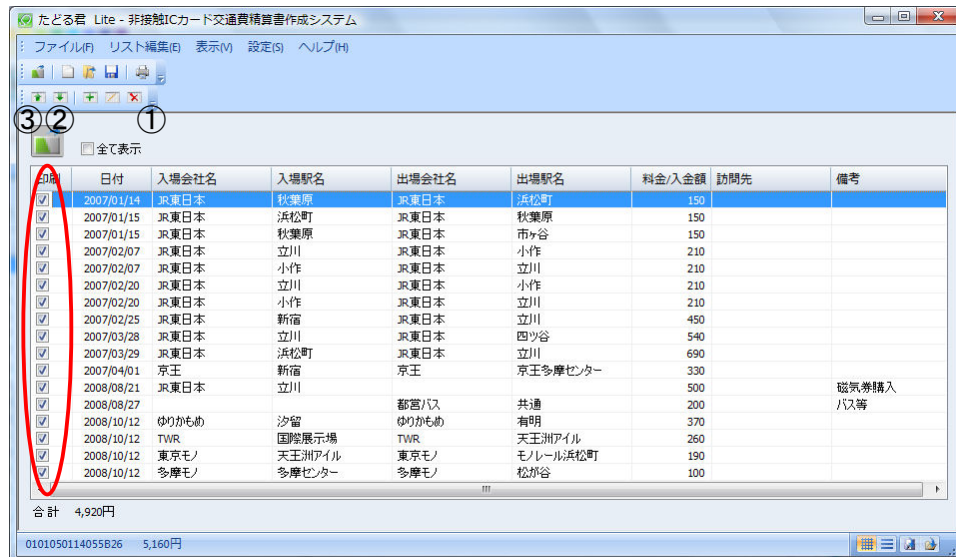 たどる君 Lite - 非接触ICカード交通費精算書作成システム
ファイル(F) リスト編集(E) 表示(V) 設定(S) ヘルプ(H)
③② ①
全て表示
印刷 日付 入場会社名 入場駅名 出場会社名 出場駅名 料金/入金額 訪問先 備考
2007/01/14 JR東日本 秋葉原 JR東日本 浜松町 150
2007/01/15 JR東日本 浜松町 JR東日本 秋葉原 150
2007/01/15 JR東日本 秋葉原 JR東日本 市ヶ谷 150
2007/02/07 JR東日本 立川 JR東日本 小作 210
2007/02/07 JR東日本 小作 JR東日本 立川 210
2007/02/20 JR東日本 立川 JR東日本 小作 210
2007/02/20 JR東日本 小作 JR東日本 立川 210
2007/02/25 JR東日本 新宿 JR東日本 立川 450
2007/03/28 JR東日本 立川 JR東日本 四ツ谷 540
2007/03/29 JR東日本 浜松町 JR東日本 立川 690
2007/04/01 京王 新宿 京王 京王多摩センター 330
2008/08/21 JR東日本 立川 500 磁気券購入
2008/08/27 都営バス 共通 200 バス等
2008/10/12 ゆりかもめ 汐留 ゆりかもめ 有明 370
2008/10/12 TWR 国際展示場 TWR 天王洲アイル 260
2008/10/12 東京モノ 天王洲アイル 東京モノ モノレール浜松町 190
2008/10/12 多摩モノ 多摩センター 多摩モノ 松が谷 100
合計 4,920円
0101050114055B26 5,160円